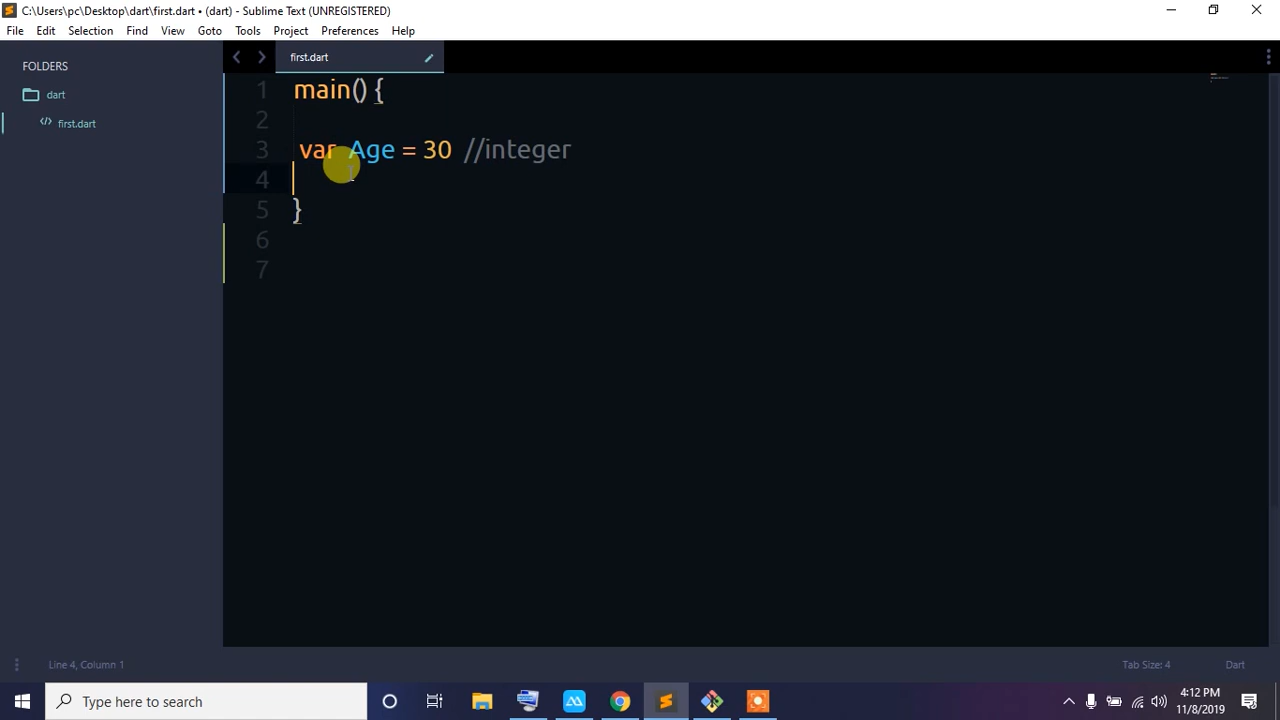 C:\Users\pc\Desktop\dart\first.dart • (dart) - Sublime Text (UNREGISTERED)
File Edit Selection Find View Goto Tools Project Preferences Help
FOLDERS
dart
first.dart
first.dart
1 main() {
2
3 var Age = 30 //integer
4
5 }
6
7
Line 4, Column 1
Tab Size: 4 Dart
Type here to search
4:12 PM
11/8/2019